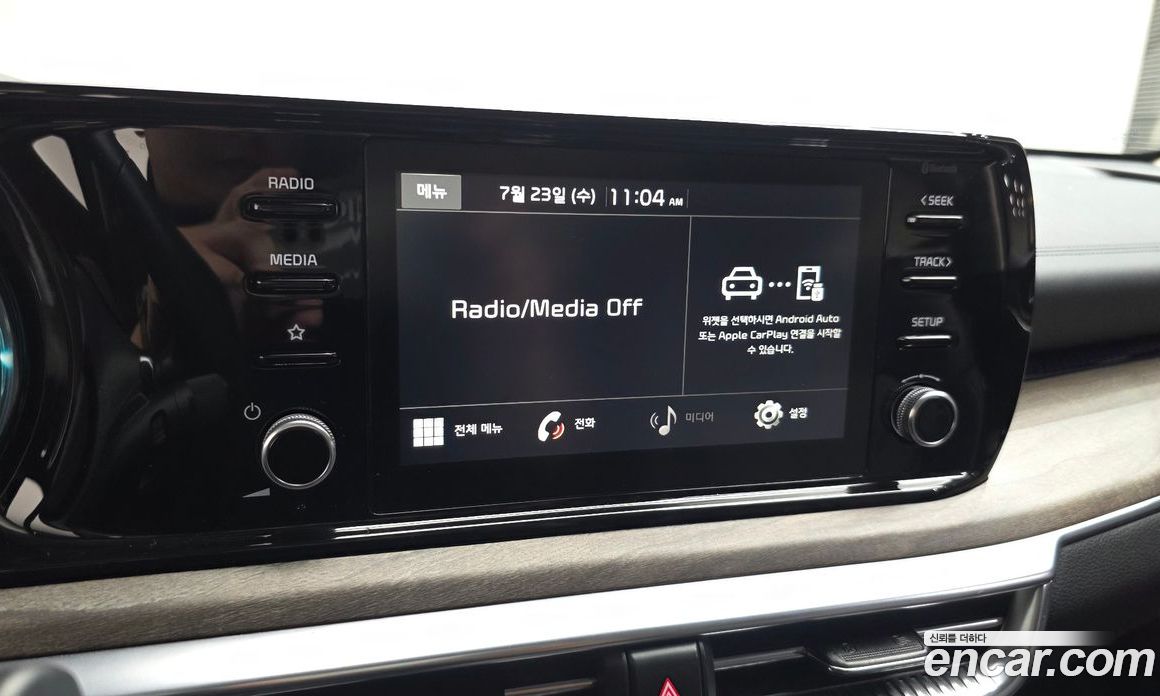 Bluetooth
RADIO
MEDIA
메뉴
7월 23일 (수) 11:04 AM
Radio/Media Off
위젯을 선택하시면 Android Auto
또는 Apple CarPlay 연결을 시작할
수 있습니다.
전체 메뉴
전화
미디어
설정
< SEEK
TRACK >
SETUP
신뢰를 더하다
encar.com